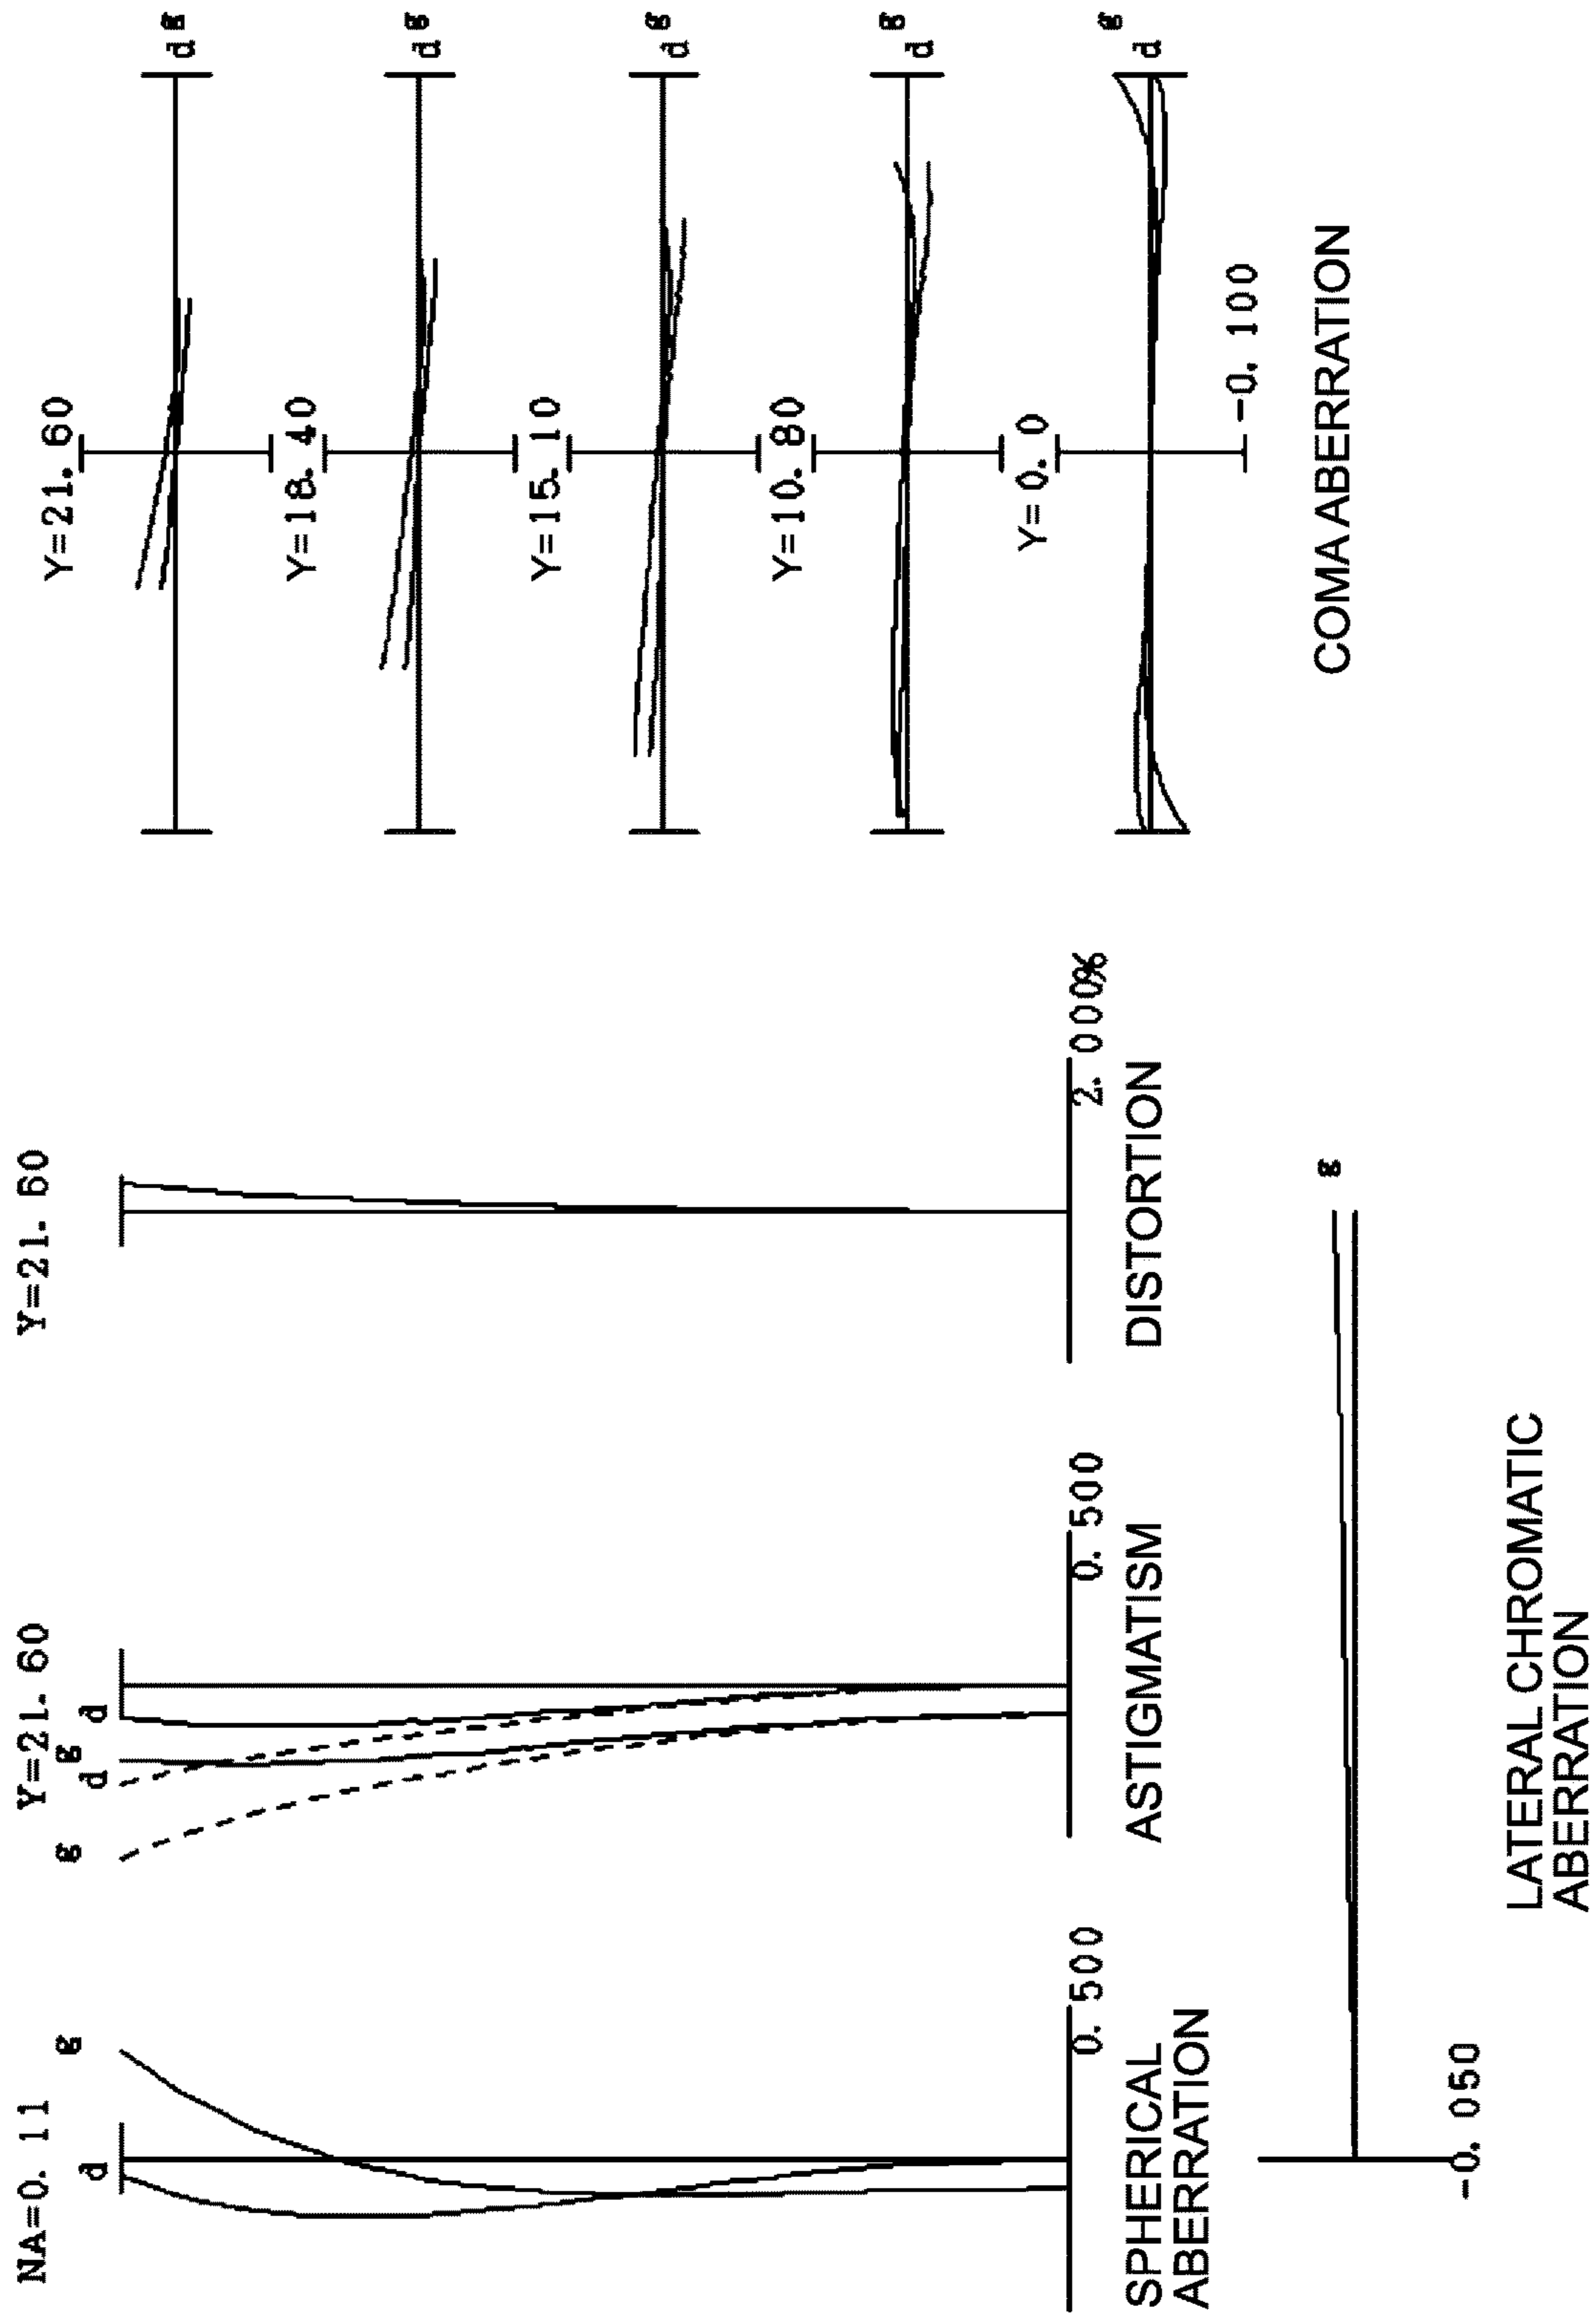 NA=0. 11
d
g
0. 500
SPHERICAL
ABERRATION
Y=21. 60
g
d
g
d
0. 500
ASTIGMATISM
Y=21. 60
2. 000%
DISTORTION
Y=21. 60
d
g
Y=18. 40
d
g
Y=15. 10
d
g
Y=10. 80
d
g
Y=0. 0
d
g
-0. 100
COMA ABERRATION
g
-0. 050
LATERAL CHROMATIC
ABERRATION